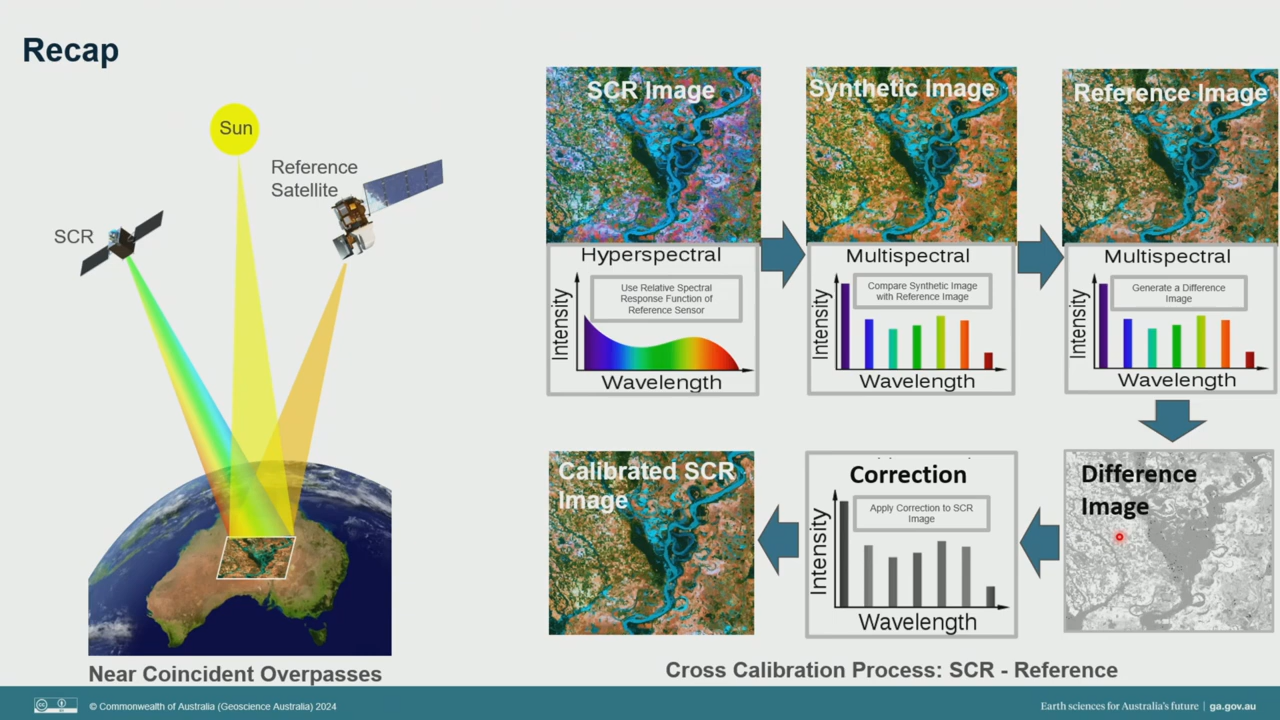 Recap
Sun
Reference
Satellite
SCR
Near Coincident Overpasses
SCR Image
Hyperspectral
Use Relative Spectral
Response Function of
Reference Sensor
Intensity
Wavelength
Synthetic Image
Multispectral
Compare Synthetic Image
with Reference Image
Intensity
Wavelength
Reference Image
Multispectral
Generate a Difference
Image
Intensity
Wavelength
Difference
Image
Correction
Apply Correction to SCR
Image
Intensity
Wavelength
Calibrated SCR
Image
Cross Calibration Process: SCR - Reference
© Commonwealth of Australia (Geoscience Australia) 2024
Earth sciences for Australia's future | ga.gov.au